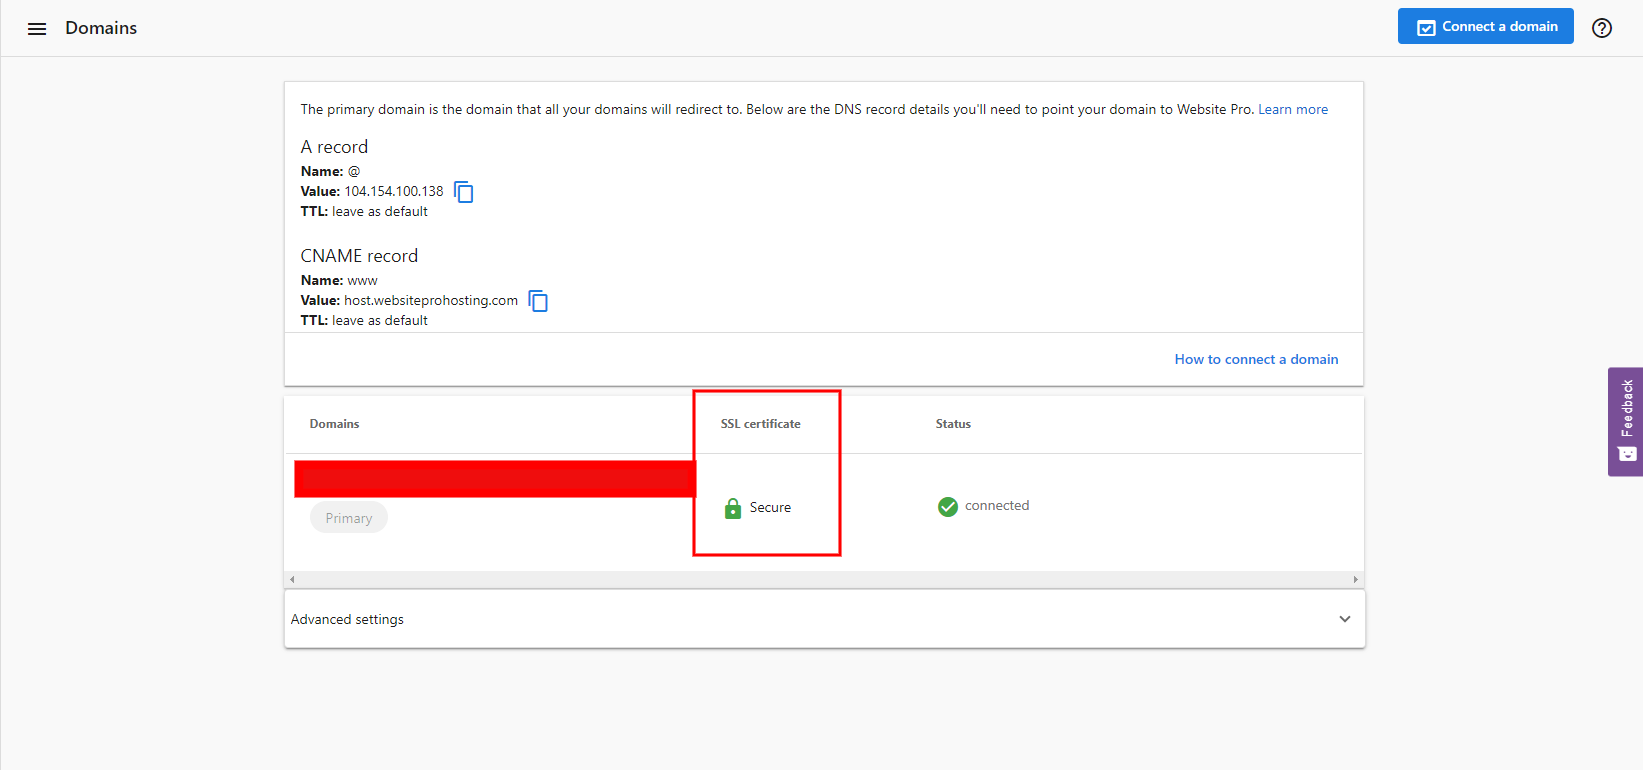 Domains
Connect a domain
The primary domain is the domain that all your domains will redirect to. Below are the DNS record details you'll need to point your domain to Website Pro. Learn more
A record
Name: @
Value: 104.154.100.138
TTL: leave as default
CNAME record
Name: www
Value: host.websiteprohosting.com
TTL: leave as default
How to connect a domain
Feedback
Domains SSL certificate Status
Secure connected
Primary
Advanced settings